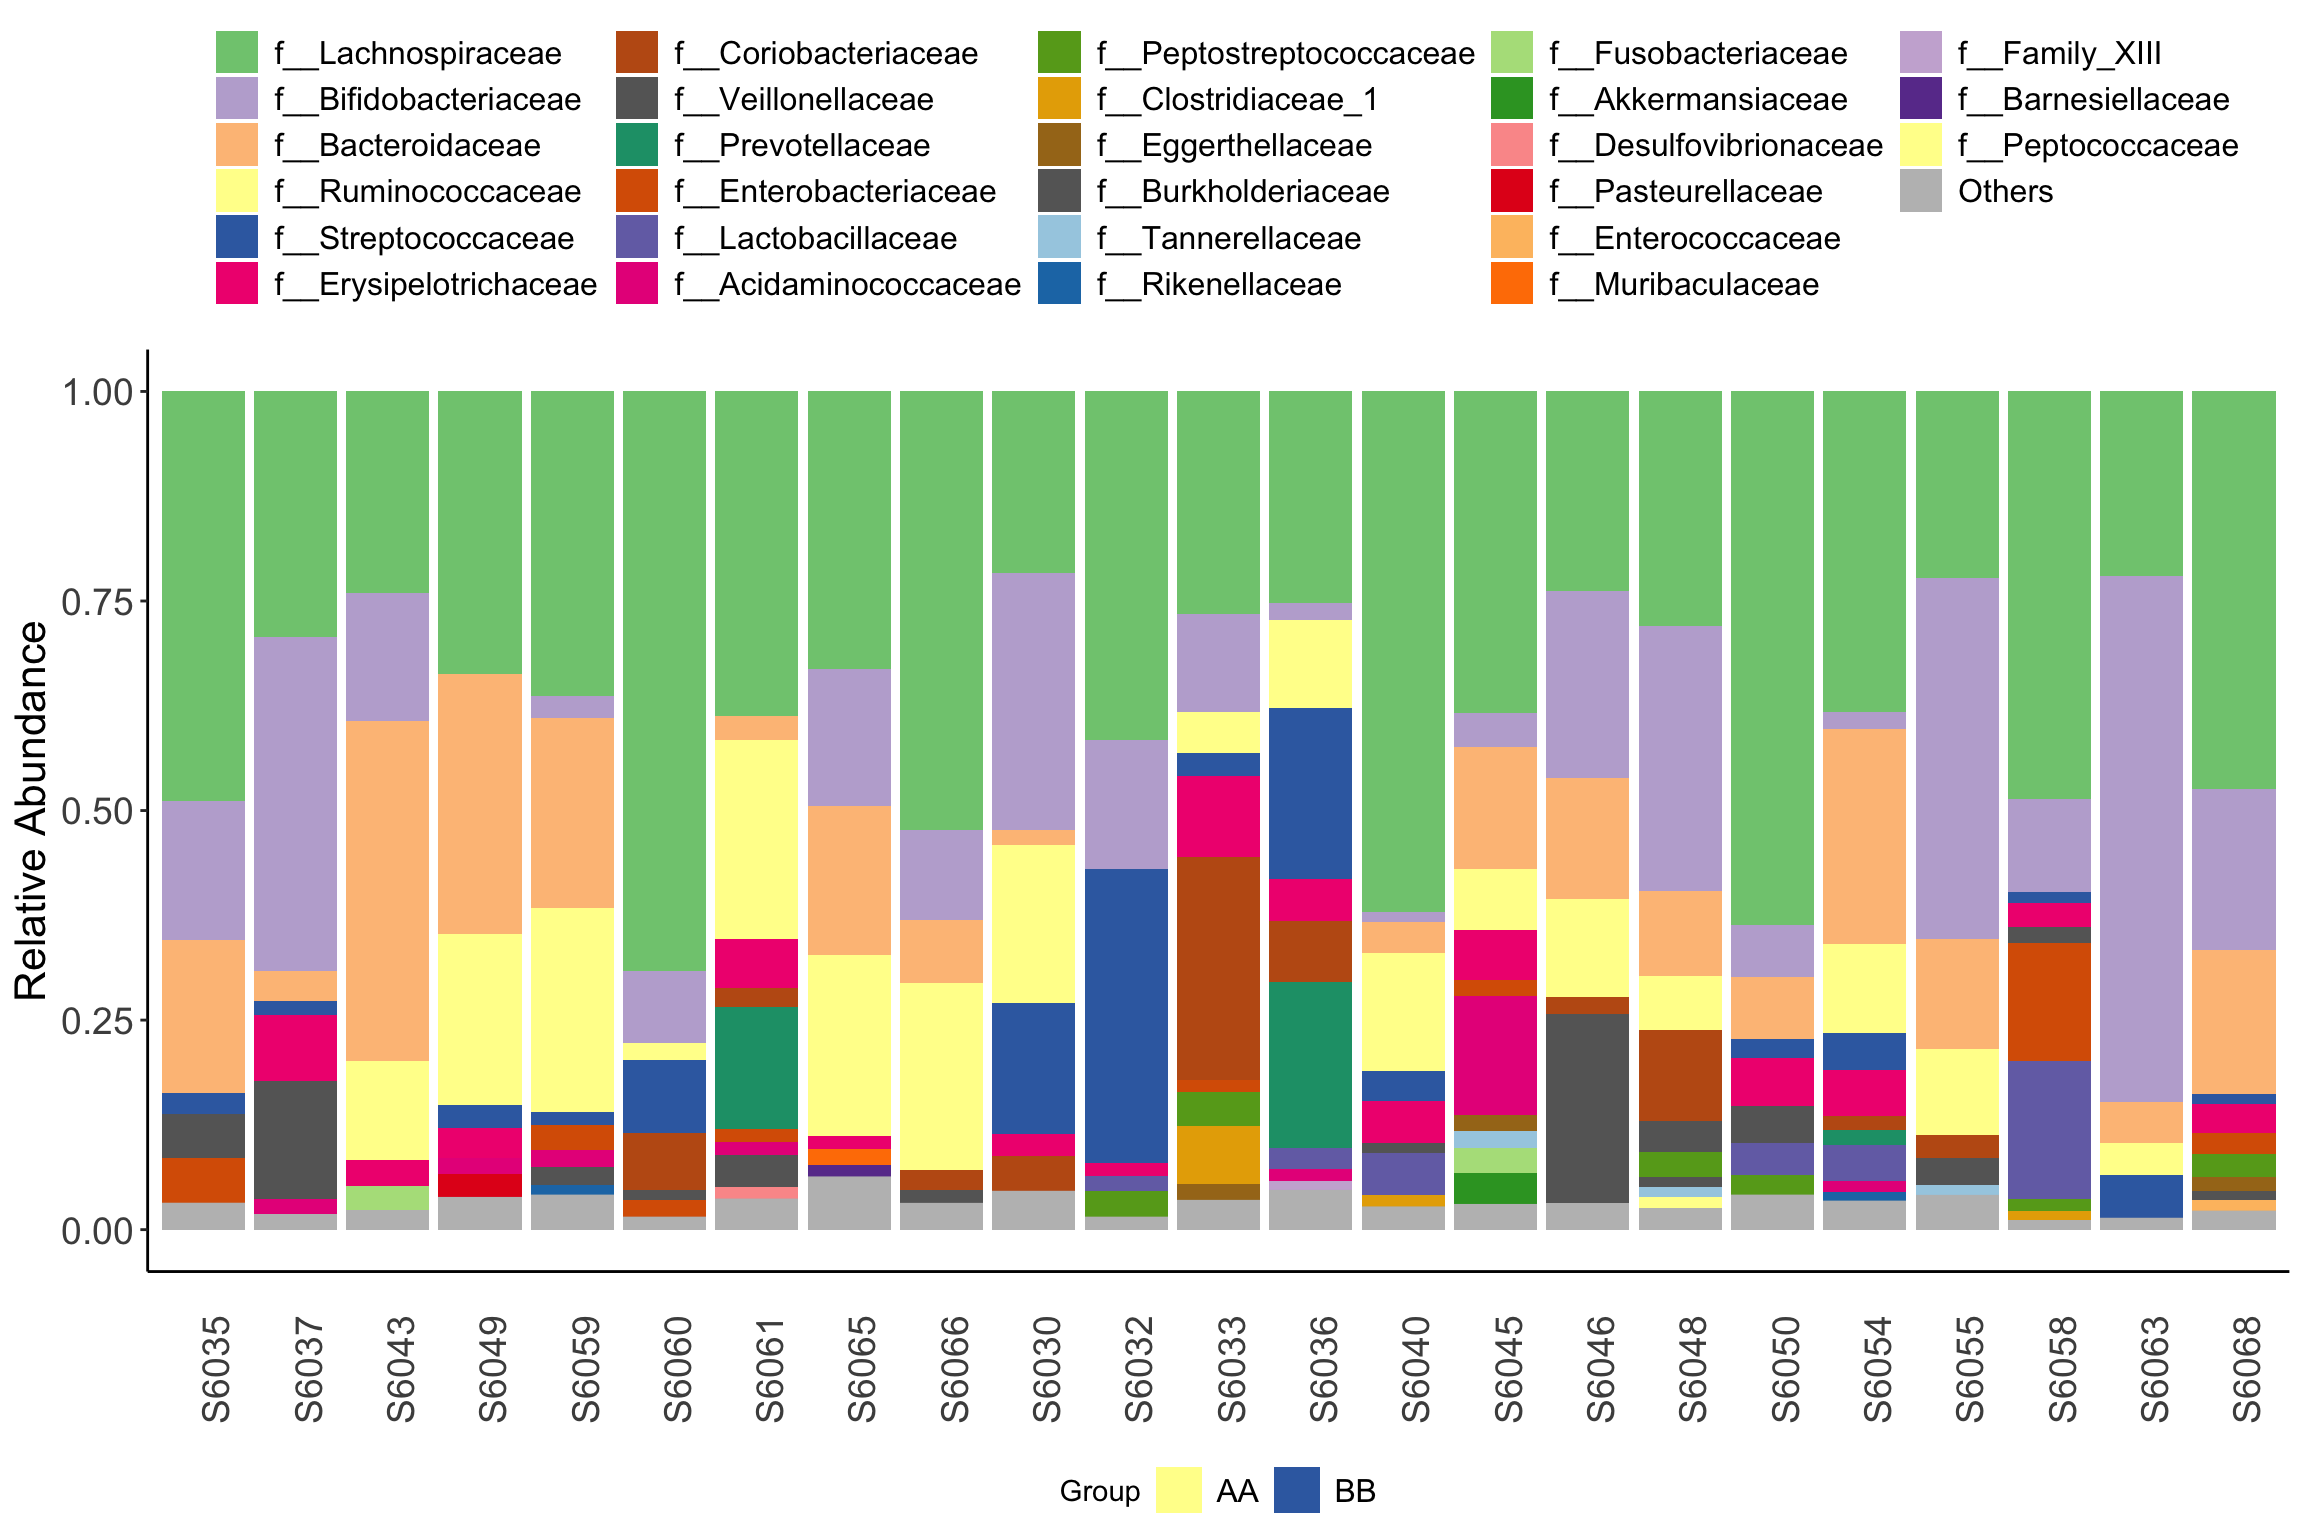 f__Lachnospiraceae f__Coriobacteriaceae f__Peptostreptococcaceae f__Fusobacteriaceae f__Family_XIII
f__Bifidobacteriaceae f__Veillonellaceae f__Clostridiaceae_1 f__Akkermansiaceae f__Barnesiellaceae
f__Bacteroidaceae f__Prevotellaceae f__Eggerthellaceae f__Desulfovibrionaceae f__Peptococcaceae
f__Ruminococcaceae f__Enterobacteriaceae f__Burkholderiaceae f__Pasteurellaceae Others
f__Streptococcaceae f__Lactobacillaceae f__Tannerellaceae f__Enterococcaceae
f__Erysipelotrichaceae f__Acidaminococcaceae f__Rikenellaceae f__Muribaculaceae
Relative Abundance
1.00
0.75
0.50
0.25
0.00
S6035 S6037 S6043 S6049 S6059 S6060 S6061 S6065 S6066 S6030 S6032 S6033 S6036 S6040 S6045 S6046 S6048 S6050 S6054 S6055 S6058 S6063 S6068
Group AA BB